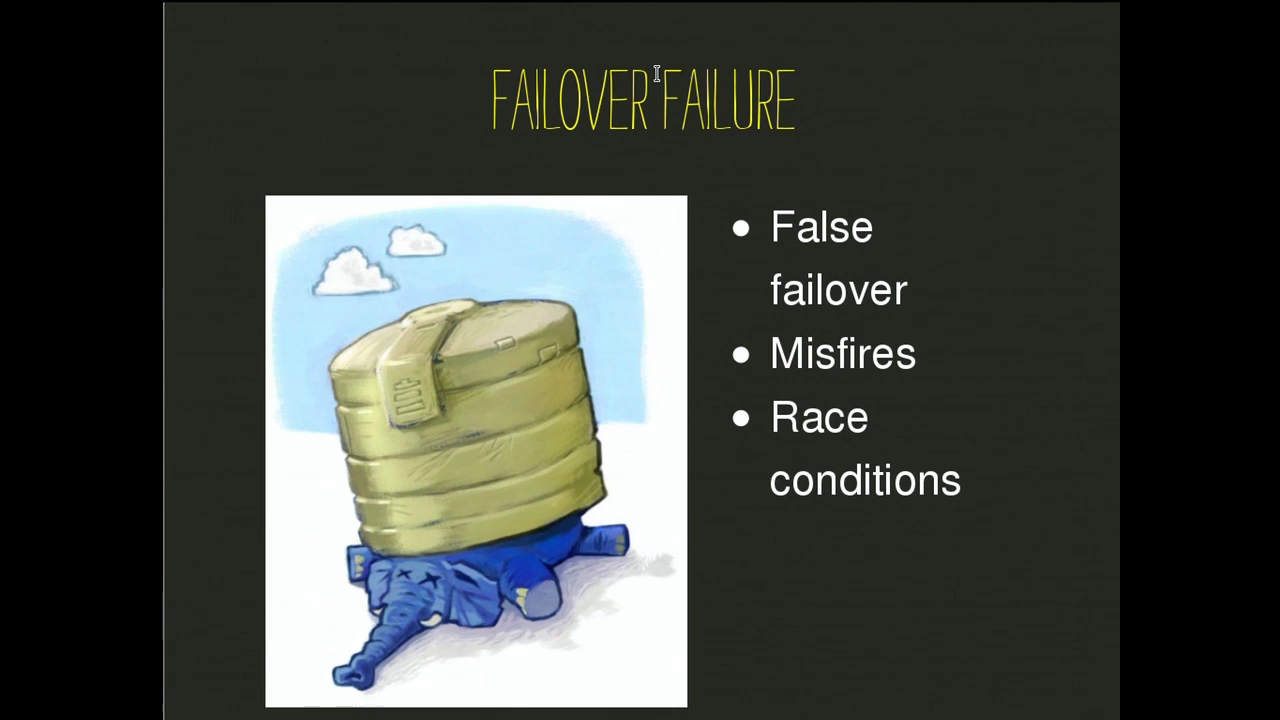 FAILOVER FAILURE
False
failover
Misfires
Race
conditions